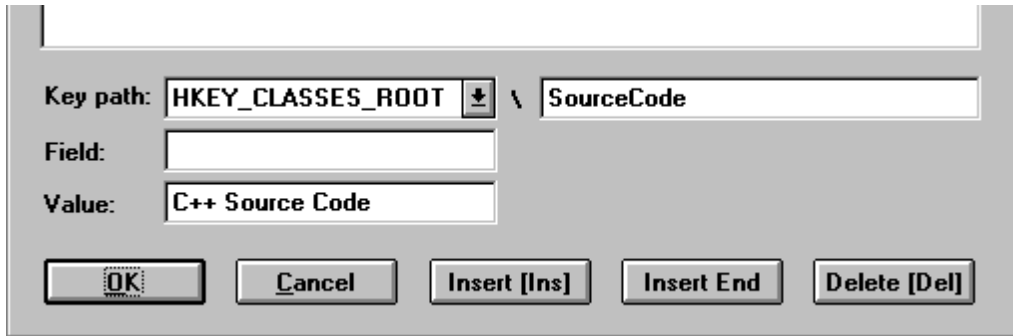 Key path: HKEY_CLASSES_ROOT \ SourceCode
Field:
Value: C++ Source Code
OK Cancel Insert [Ins] Insert End Delete [Del]